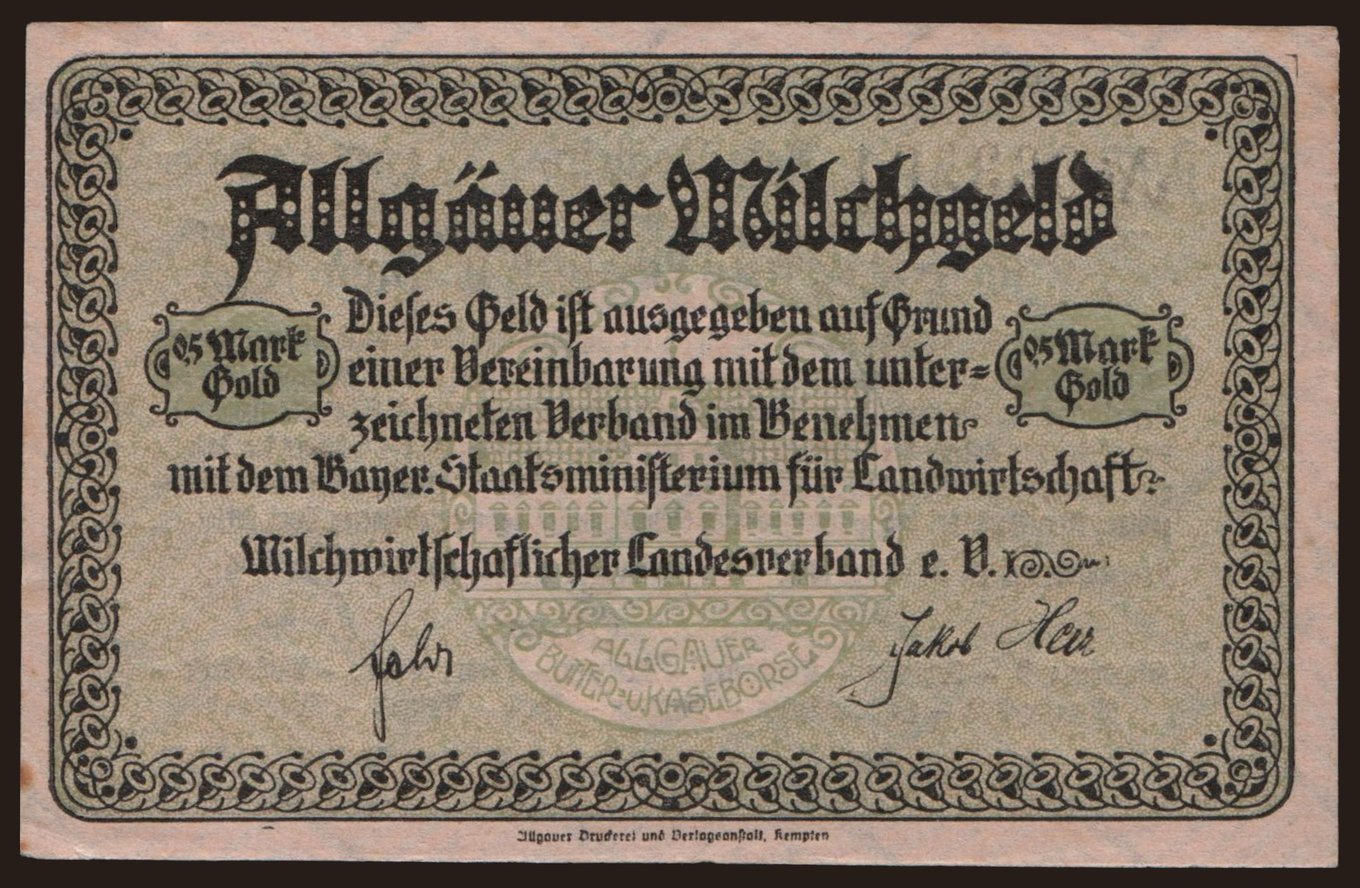 Allgäuer Milchgeld
Dieses Geld ist ausgegeben auf Grund
einer Vereinbarung mit dem unter=
zeichneten Verband im Benehmen
mit dem Bayer. Staatsministerium für Landwirtschaft
0,5 Mark
Gold
0,5 Mark
Gold
Milchwirtschaftlicher Landesverband e. V.
Jakob Heer
ALLGÄUER
BUTTER- U. KÄSEBÖRSE
Allgäuer Druckerei und Verlagsanstalt, Kempten